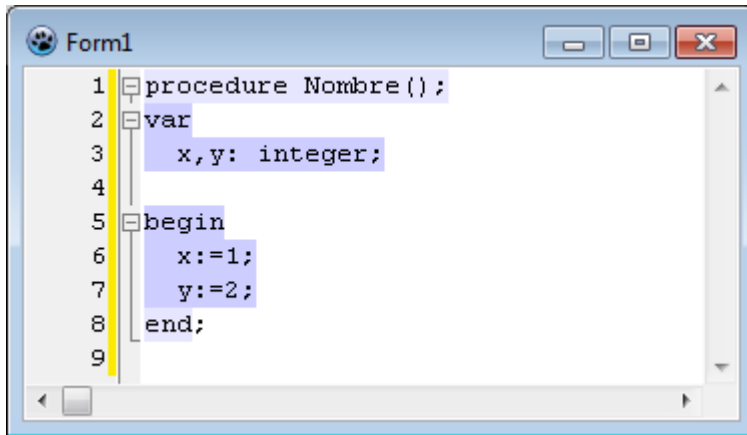 Form1
1 procedure Nombre();
2 var
3   x,y: integer;
4
5 begin
6   x:=1;
7   y:=2;
8 end;
9